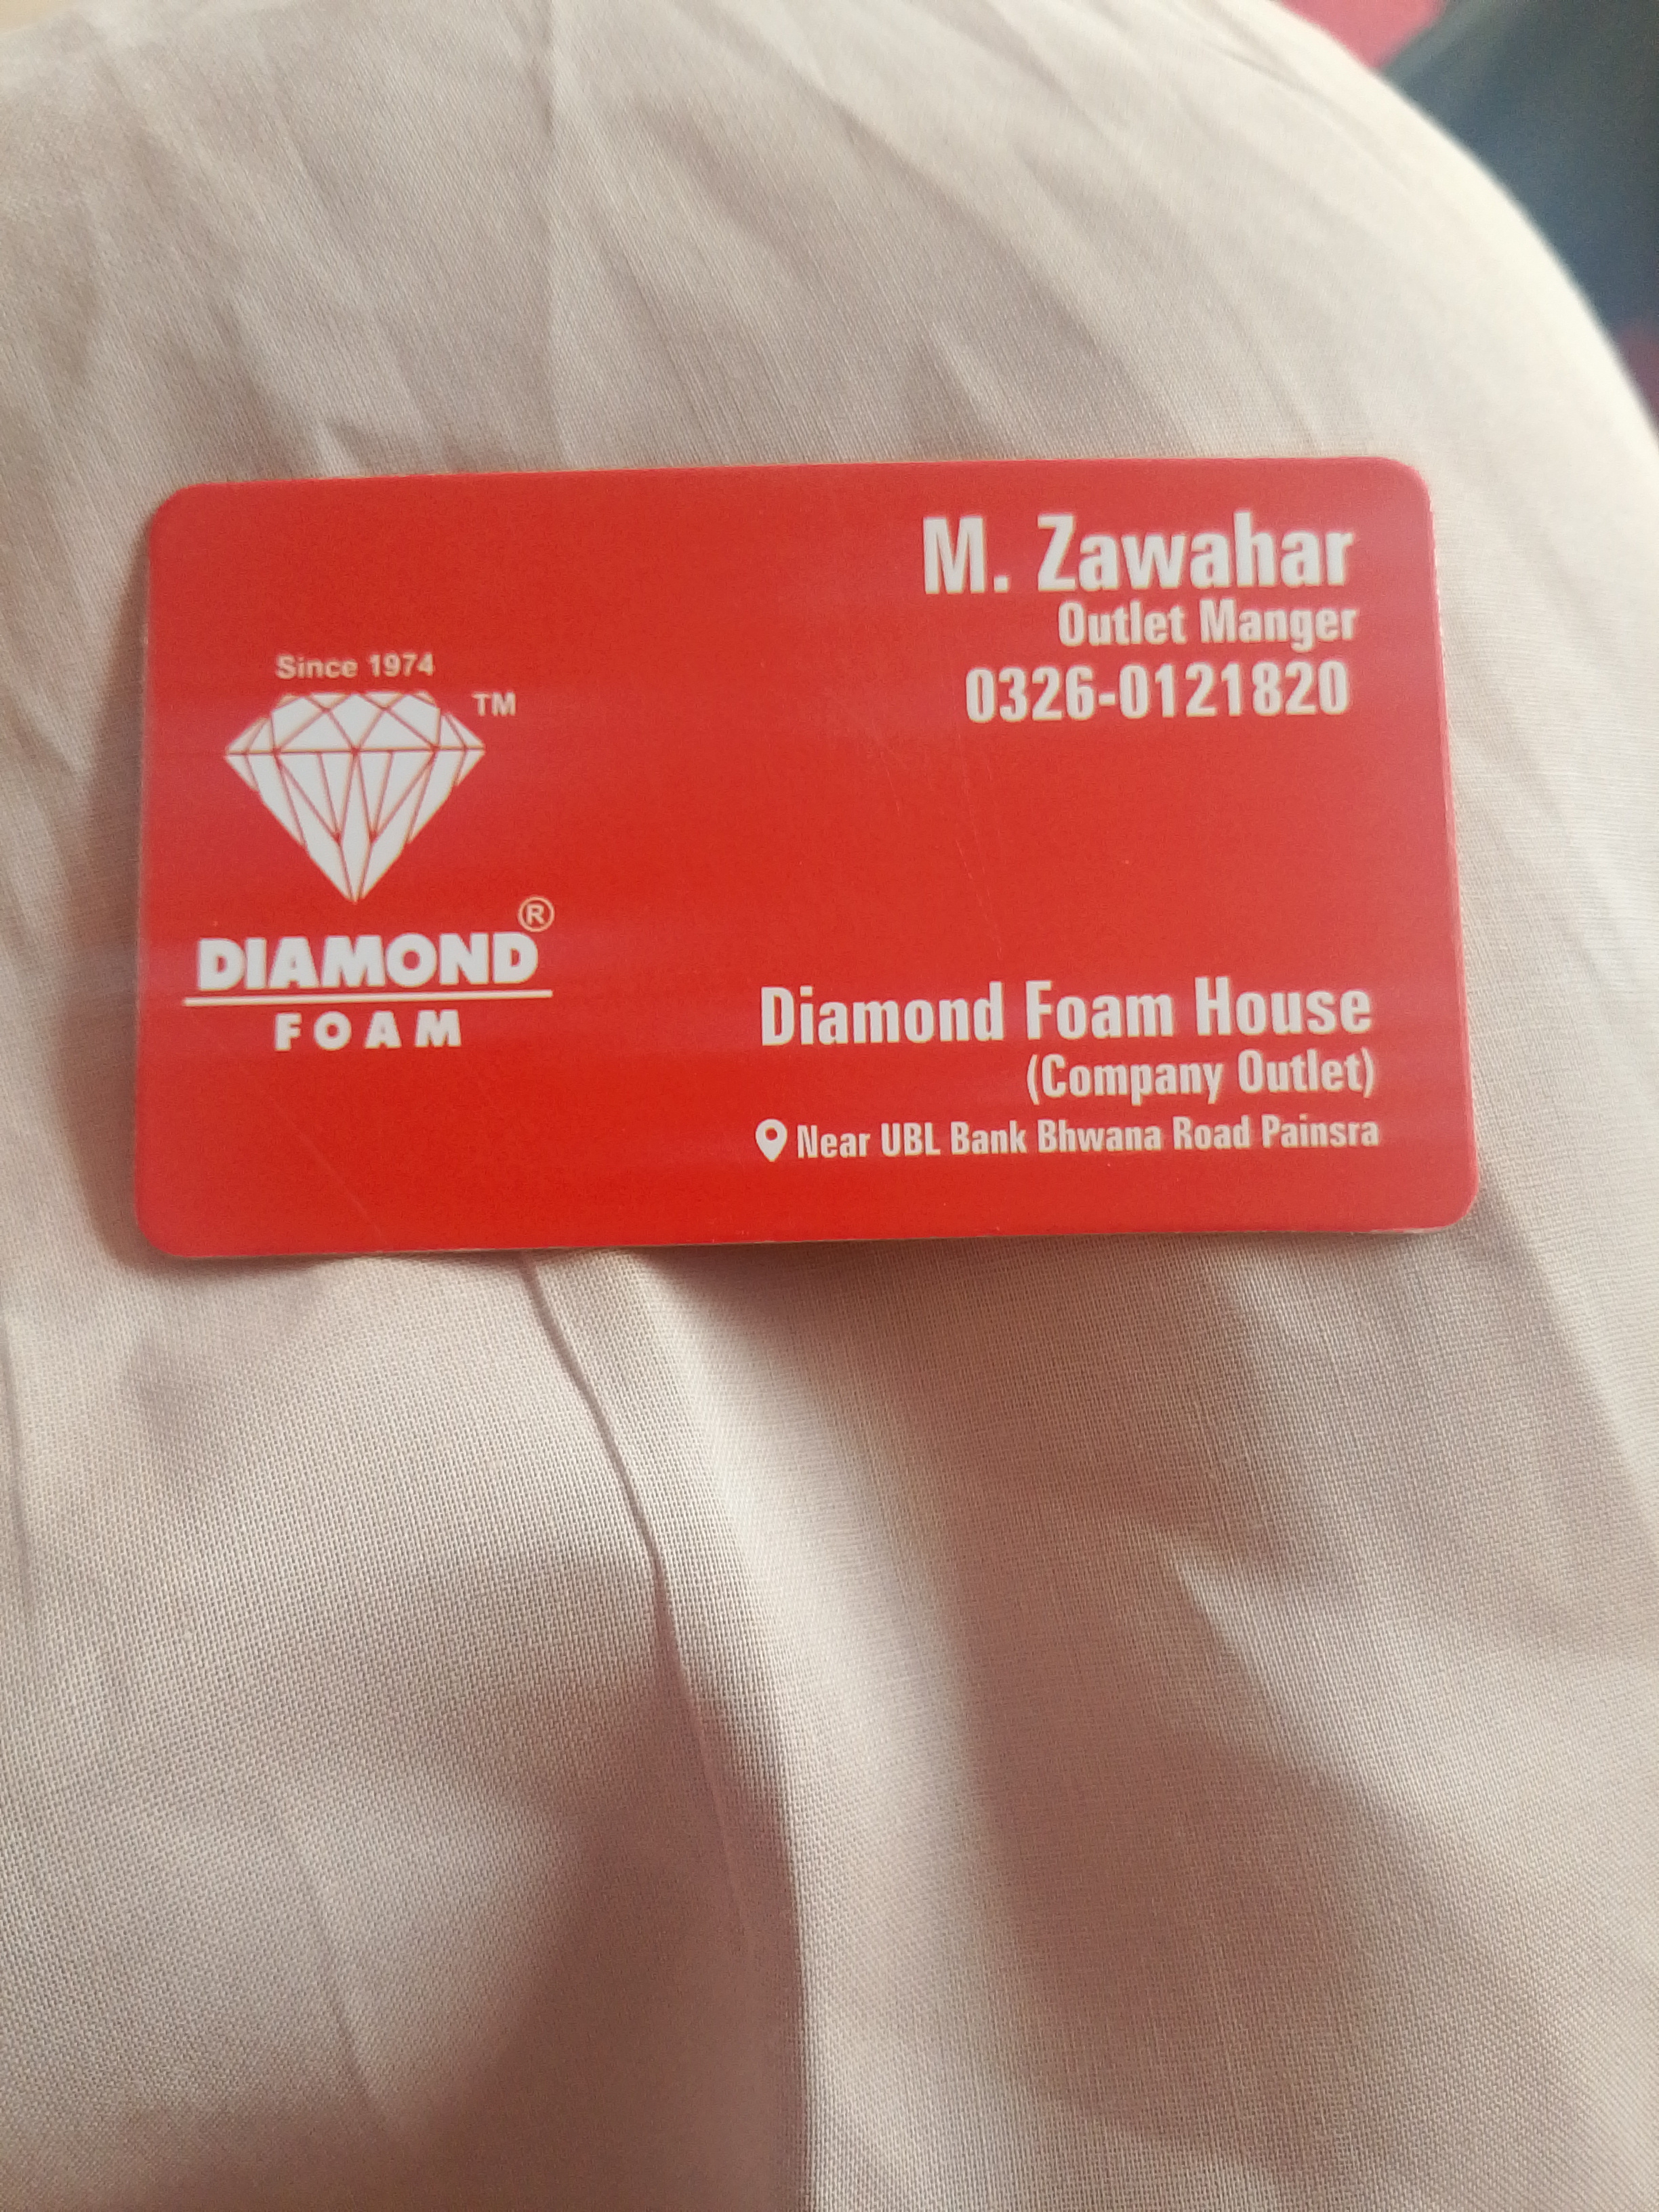 M. Zawahar
Outlet Manger
0326-0121820
Since 1974
TM
DIAMOND®
FOAM
Diamond Foam House
(Company Outlet)
Near UBL Bank Bhwana Road Painsra